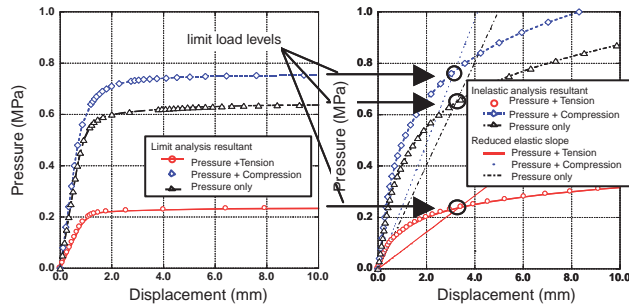 limit load levels
Pressure (MPa)
1.0
0.8
0.6
0.4
0.2
0.0
0.0 2.0 4.0 6.0 8.0 10.0
Displacement (mm)
Limit analysis resultant
Pressure +Tension
Pressure + Compression
Pressure only
Pressure (MPa)
1.0
0.8
0.6
0.4
0.2
0.0
0.0 2.0 4.0 6.0 8.0 10.0
Displacement (mm)
Inelastic analysis resultant
Pressure + Tension
Pressure + Compression
Pressure only
Reduced elastic slope
Pressure + Tension
Pressure + Compression
Pressure only